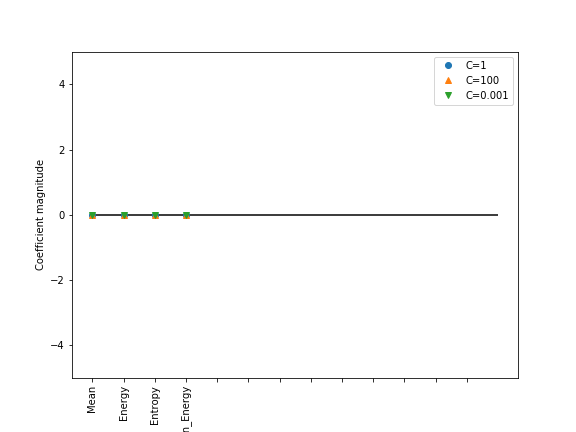 C=1
C=100
C=0.001
4
2
0
−2
−4
Coefficient magnitude
Mean
Energy
Entropy
n_Energy